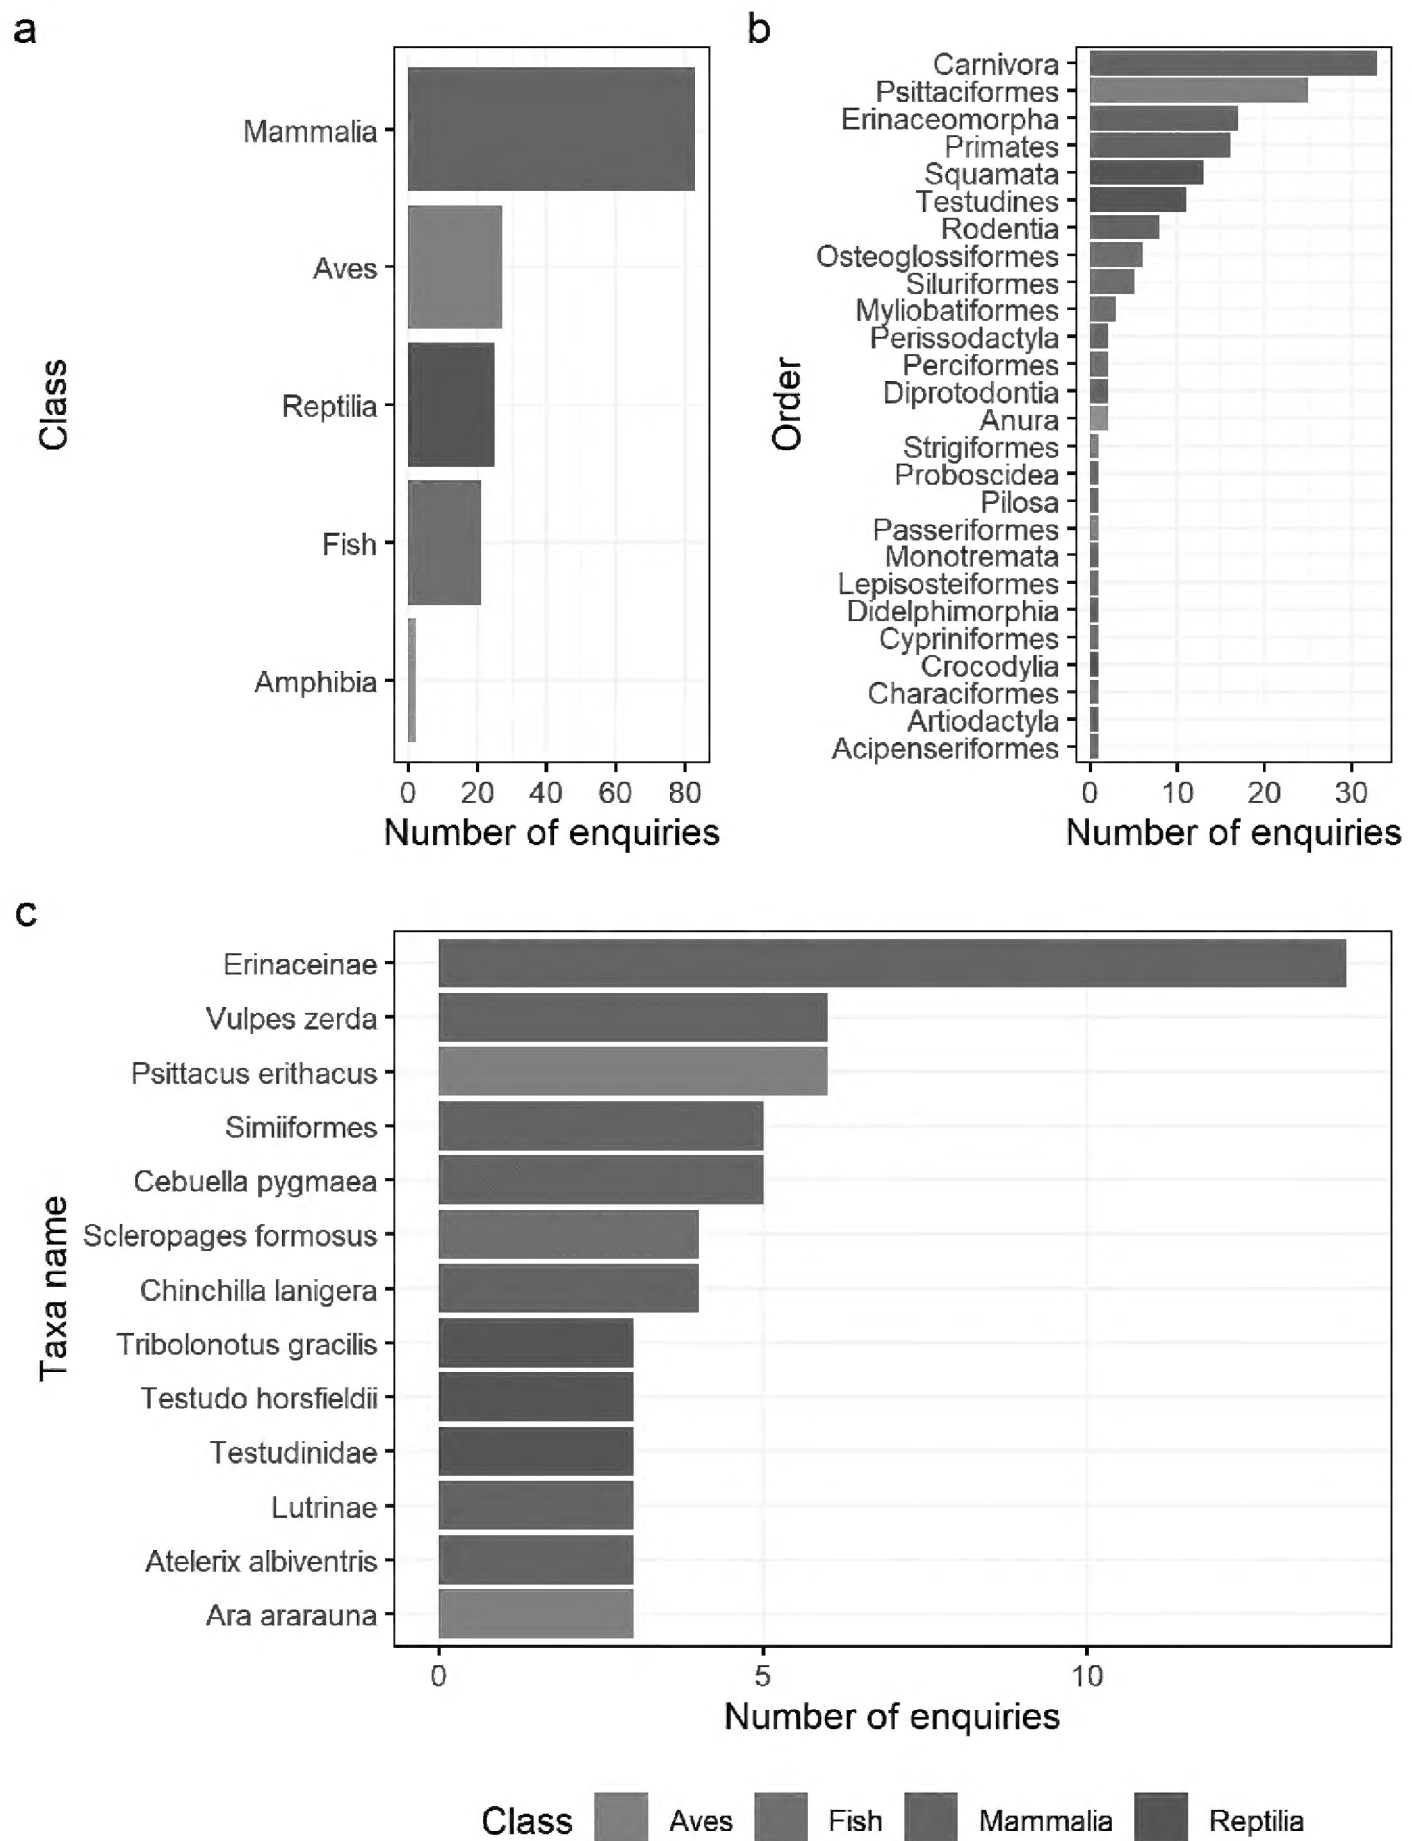 a
Class
Mammalia
Aves
Reptilia
Fish
Amphibia
0 20 40 60 80
Number of enquiries
b
Order
Carnivora
Psittaciformes
Erinaceomorpha
Primates
Squamata
Testudines
Rodentia
Osteoglossiformes
Siluriformes
Myliobatiformes
Perissodactyla
Perciformes
Diprotodontia
Anura
Strigiformes
Proboscidea
Pilosa
Passeriformes
Monotremata
Lepisosteiformes
Didelphimorphia
Cypriniformes
Crocodylia
Characiformes
Artiodactyla
Acipenseriformes
0 10 20 30
Number of enquiries
c
Taxa name
Erinaceinae
Vulpes zerda
Psittacus erithacus
Simiiformes
Cebuella pygmaea
Scleropages formosus
Chinchilla lanigera
Tribolonotus gracilis
Testudo horsfieldii
Testudinidae
Lutrinae
Atelerix albiventris
Ara ararauna
0 5 10
Number of enquiries
Class Aves Fish Mammalia Reptilia